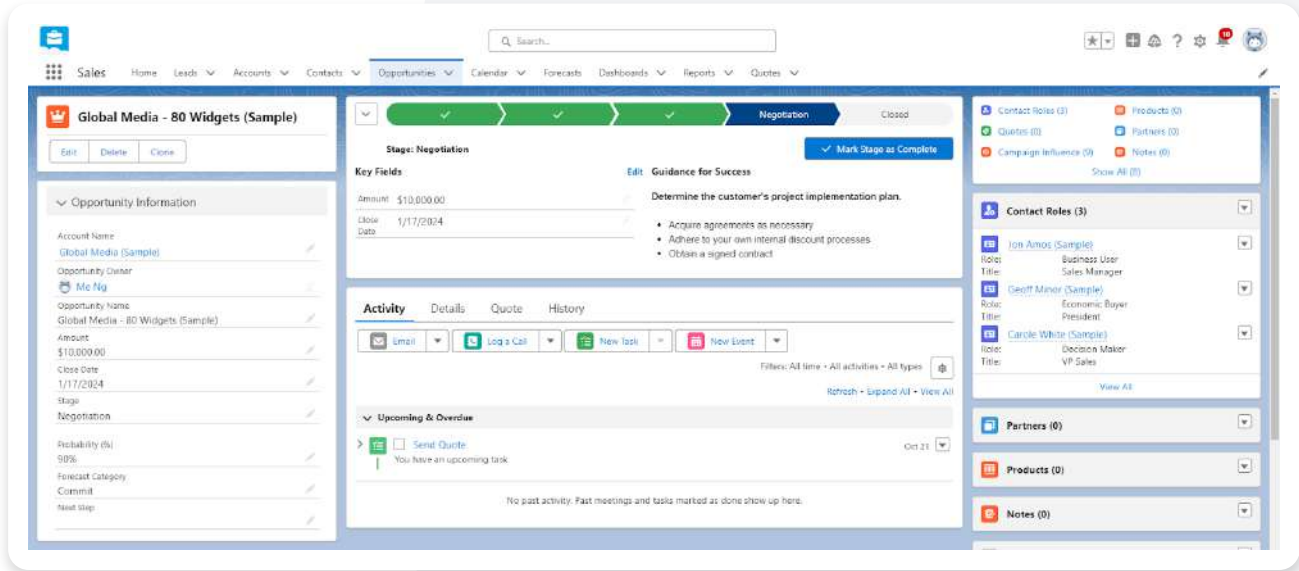 Search...
10
Sales Home Leads Accounts Contacts Opportunities Calendar Forecasts Dashboards Reports Quotes
Global Media - 80 Widgets (Sample)
Edit Delete Clone
Opportunity Information
Account Name
Global Media (Sample)
Opportunity Owner
Me Ng
Opportunity Name
Global Media - 80 Widgets (Sample)
Amount
$10,000.00
Close Date
1/17/2024
Stage
Negotiation
Probability (%)
90%
Forecast Category
Commit
Next Step
Negotiation Closed
Stage: Negotiation
Mark Stage as Complete
Key Fields Edit
Amount $10,000.00
Close Date 1/17/2024
Guidance for Success
Determine the customer's project implementation plan.
• Acquire agreements as necessary
• Adhere to your own internal discount processes
• Obtain a signed contract
Activity Details Quote History
Email Log a Call New Task New Event
Filters: All time • All activities • All types
Refresh • Expand All • View All
Upcoming & Overdue
Send Quote Oct 21
You have an upcoming task
No past activity. Past meetings and tasks marked as done show up here.
Contact Roles (3) Products (0)
Quotes (0) Partners (0)
Campaign Influence (0) Notes (0)
Show All (8)
Contact Roles (3)
Jon Amos (Sample)
Role: Business User
Title: Sales Manager
Geoff Minor (Sample)
Role: Economic Buyer
Title: President
Carole White (Sample)
Role: Decision Maker
Title: VP Sales
View All
Partners (0)
Products (0)
Notes (0)